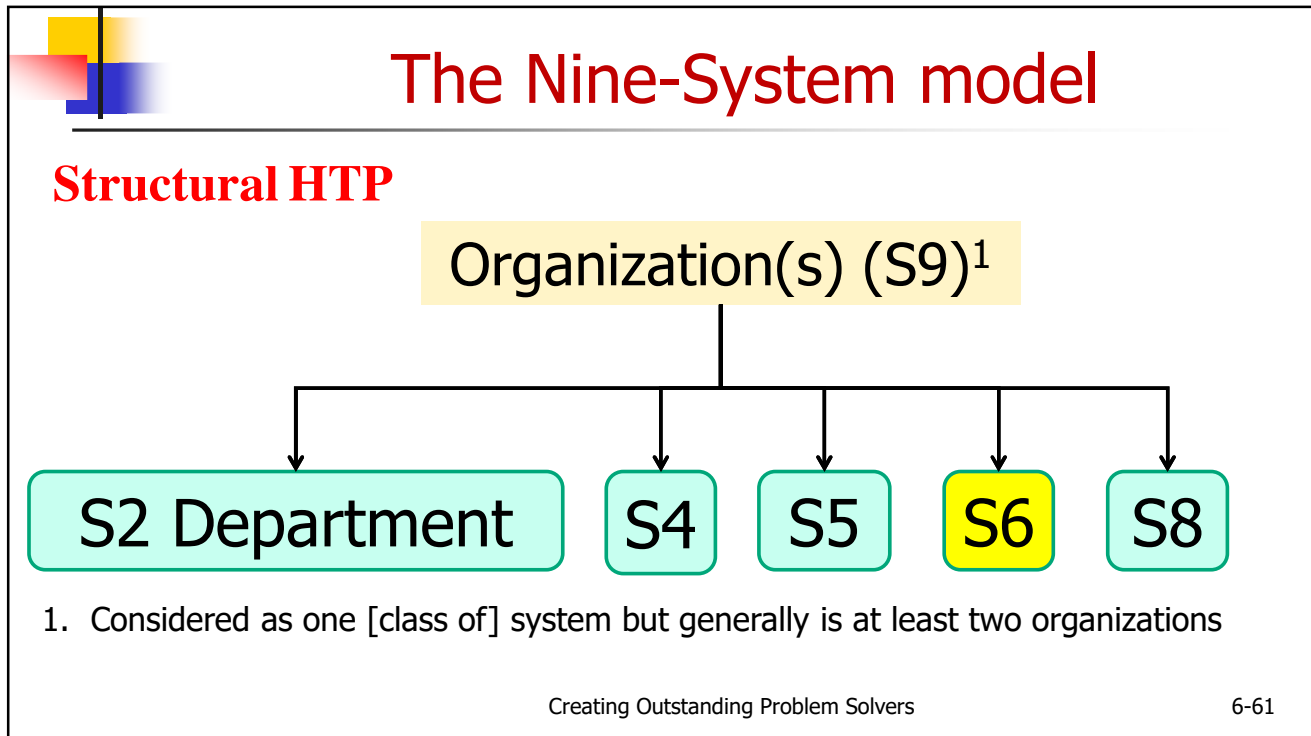 The Nine-System model
Structural HTP
Organization(s) (S9)¹
S2 Department
S4
S5
S6
S8
1. Considered as one [class of] system but generally is at least two organizations
Creating Outstanding Problem Solvers
6-61